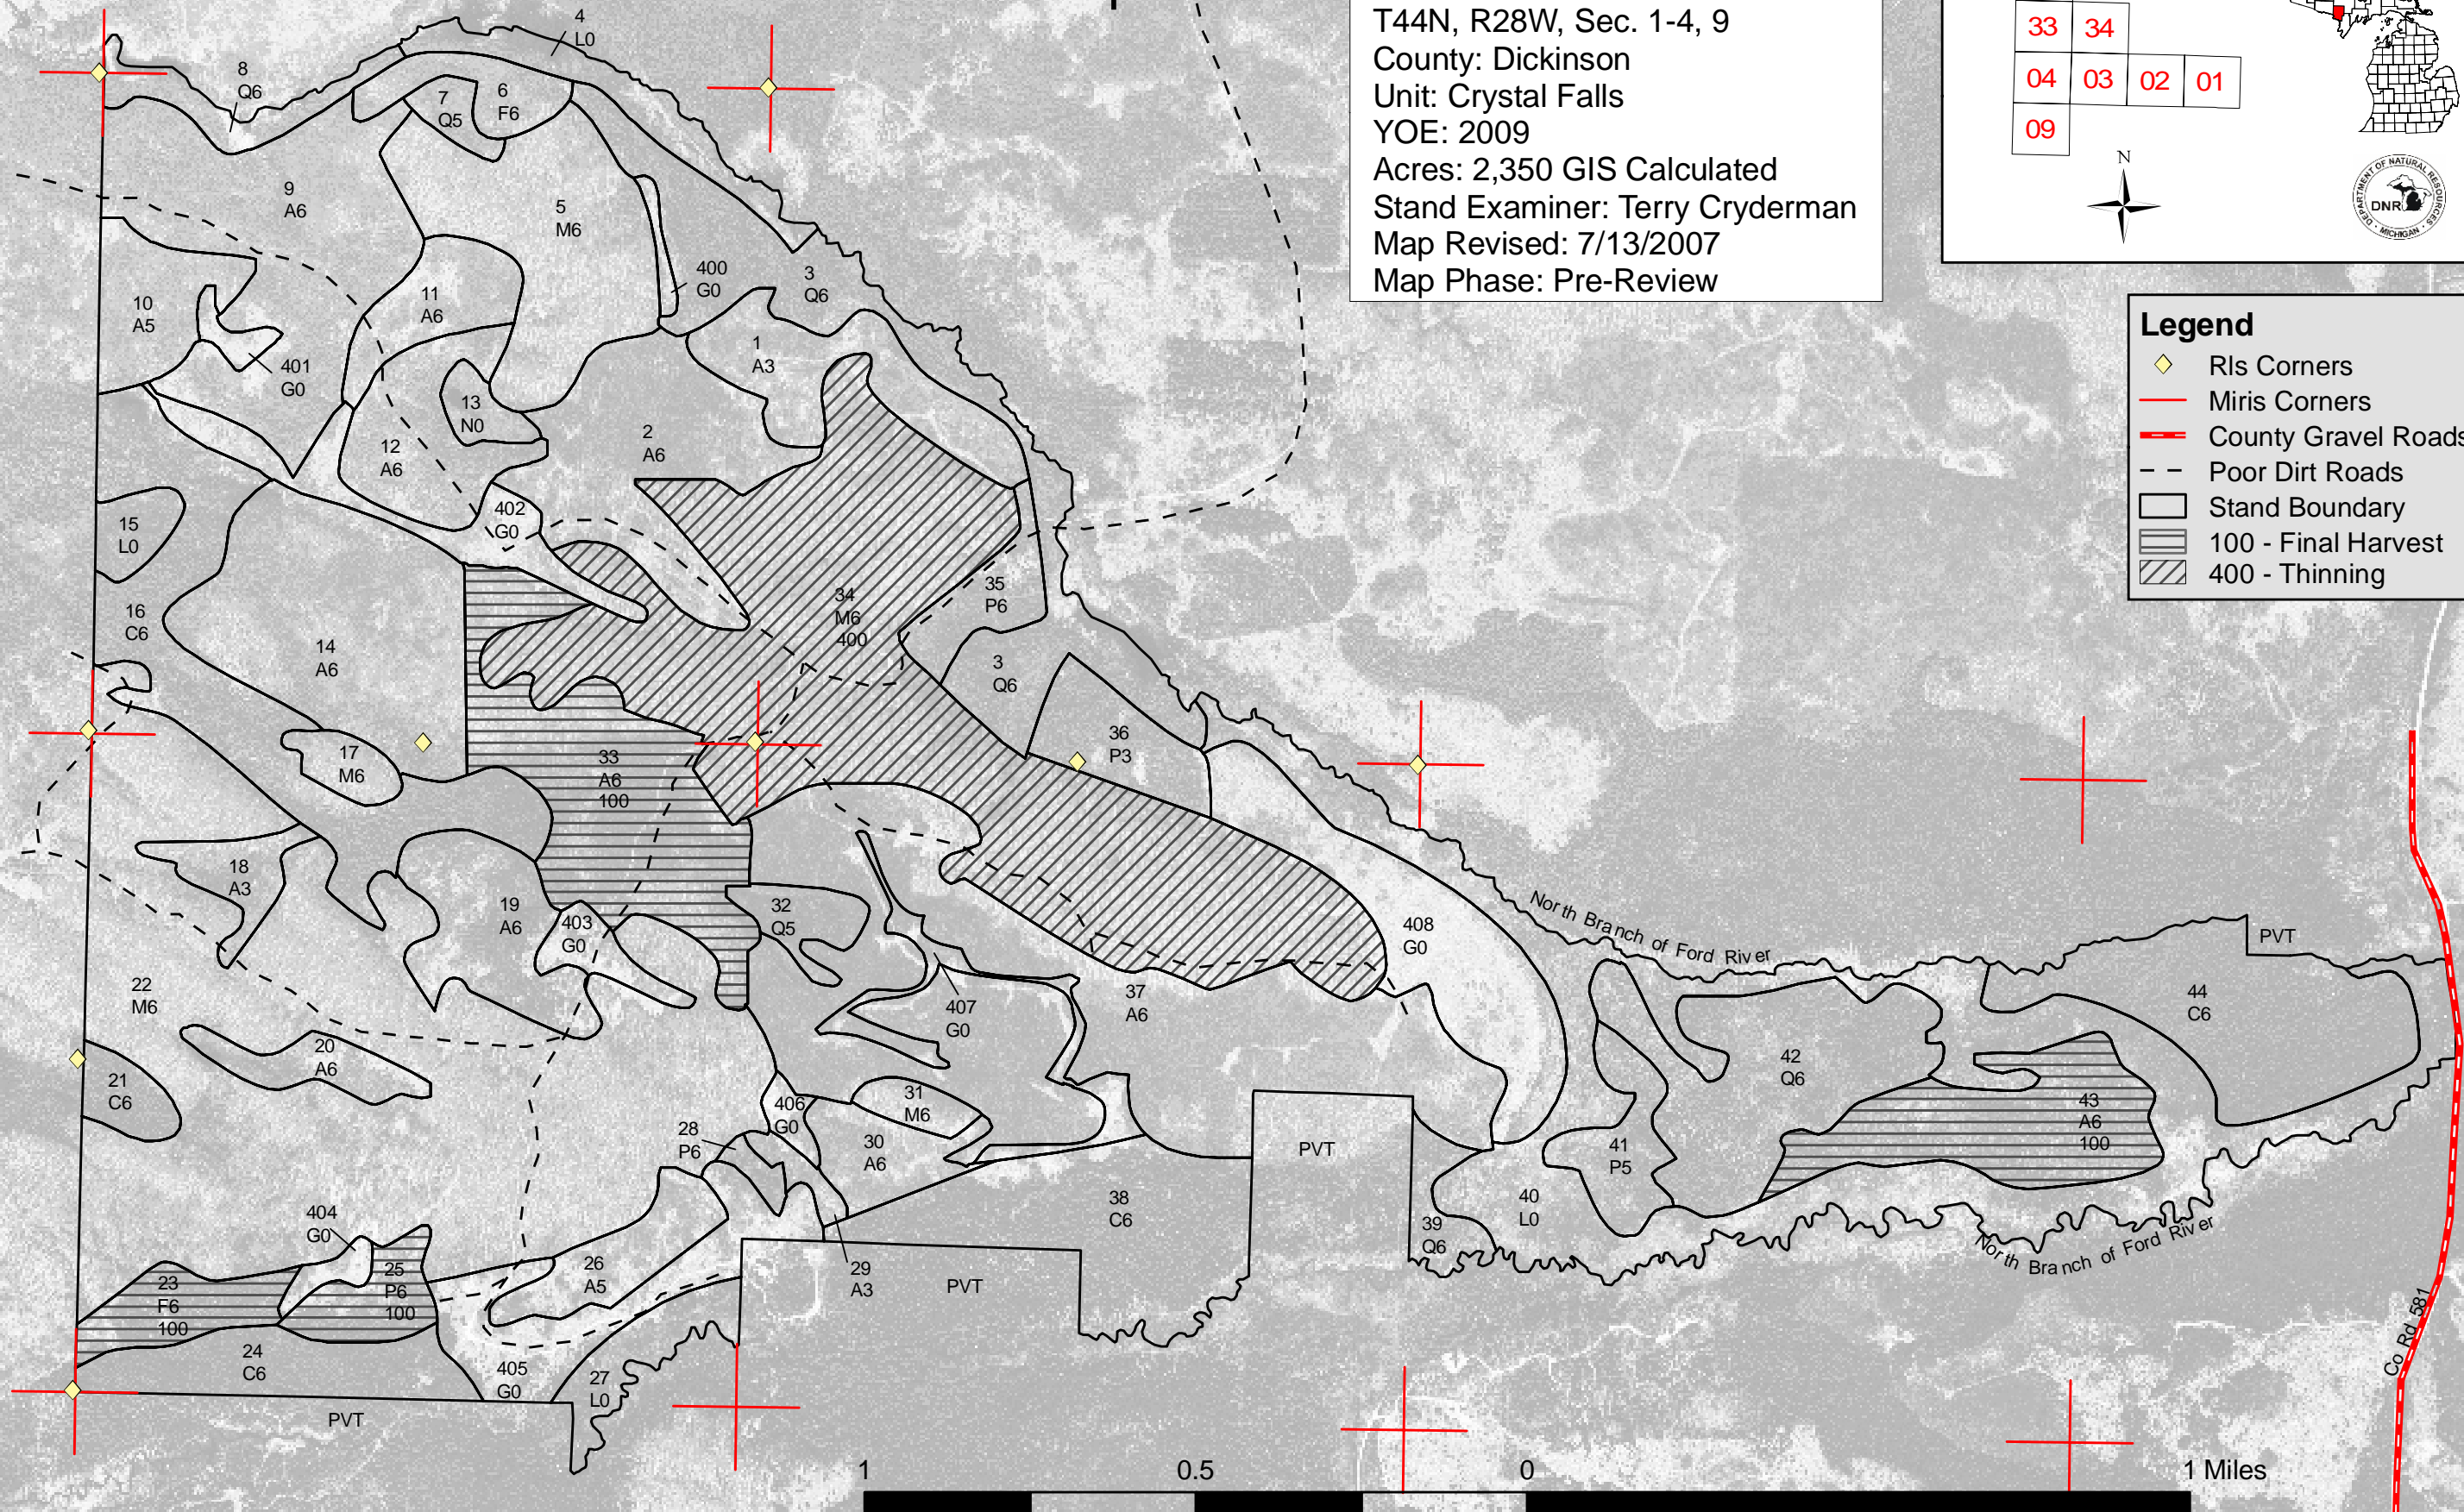 T44N, R28W, Sec. 1-4, 9
County: Dickinson
Unit: Crystal Falls
YOE: 2009
Acres: 2,350 GIS Calculated
Stand Examiner: Terry Cryderman
Map Revised: 7/13/2007
Map Phase: Pre-Review
33 34
04 03 02 01
09
N
DEPARTMENT OF NATURAL RESOURCES
DNR
MICHIGAN
Legend
Rls Corners
Miris Corners
County Gravel Roads
Poor Dirt Roads
Stand Boundary
100 - Final Harvest
400 - Thinning
4
L0
8
Q6
7
Q5
6
F6
9
A6
5
M6
400
G0
3
Q6
10
A5
11
A6
401
G0
1
A3
13
N0
12
A6
2
A6
402
G0
15
L0
16
C6
14
A6
34
M6
400
35
P6
3
Q6
36
P3
17
M6
33
A6
100
18
A3
19
A6
403
G0
32
Q5
408
G0
North Branch of Ford River
PVT
22
M6
407
G0
37
A6
44
C6
20
A6
21
C6
42
Q6
31
M6
406
G0
43
A6
100
28
P6
30
A6
PVT
41
P5
38
C6
40
L0
39
Q6
404
G0
North Branch of Ford River
23
F6
100
25
P6
100
26
A5
29
A3
PVT
24
C6
405
G0
27
L0
Co Rd 581
PVT
1 0.5 0 1 Miles